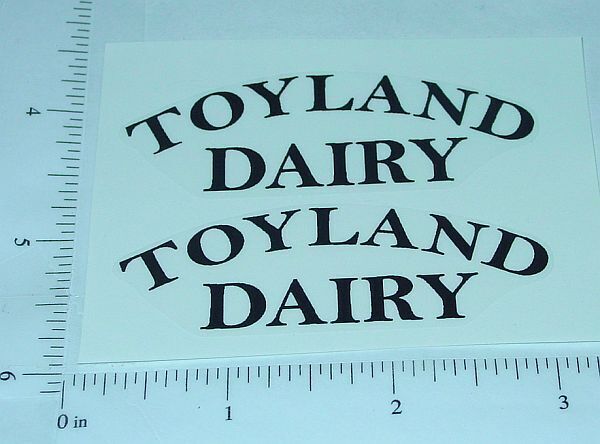 TOYLAND
DAIRY
TOYLAND
DAIRY
4
5
6
0 in 1 2 3